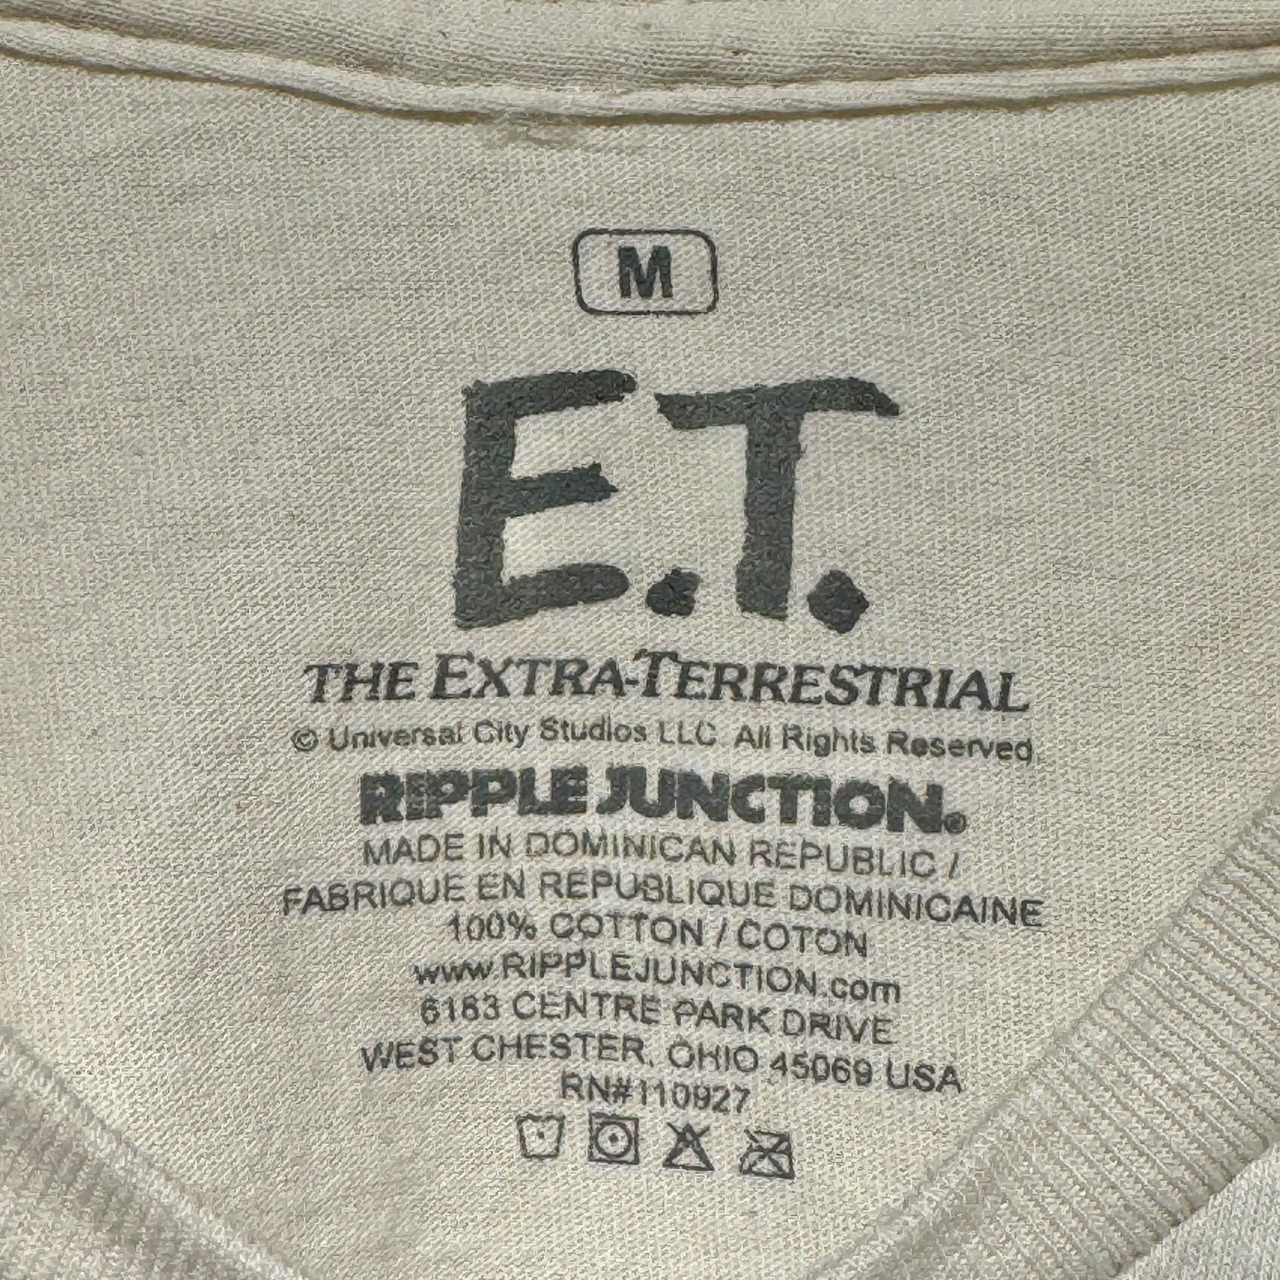 M
E.T.
THE EXTRA-TERRESTRIAL
© Universal City Studios LLC. All Rights Reserved.
RIPPLE JUNCTION®
MADE IN DOMINICAN REPUBLIC /
FABRIQUE EN REPUBLIQUE DOMINICAINE
100% COTTON / COTON
www.RIPPLEJUNCTION.com
6183 CENTRE PARK DRIVE
WEST CHESTER, OHIO 45069 USA
RN#110927